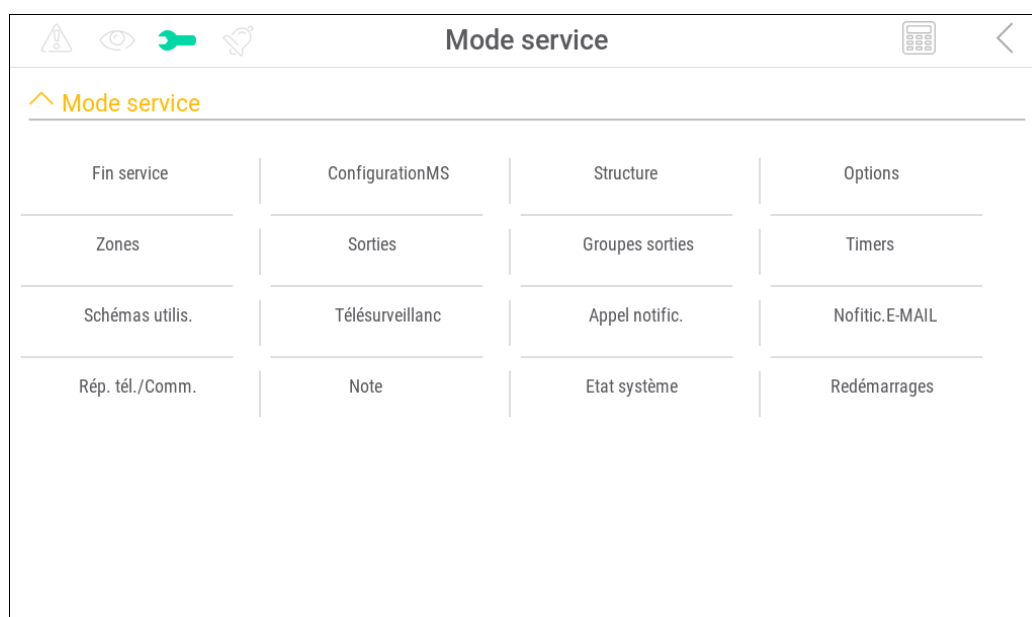 Mode service
Mode service
Fin service ConfigurationMS Structure Options
Zones Sorties Groupes sorties Timers
Schémas utilis. Télésurveillanc Appel notific. Nofitic.E-MAIL
Rép. tél./Comm. Note Etat système Redémarrages